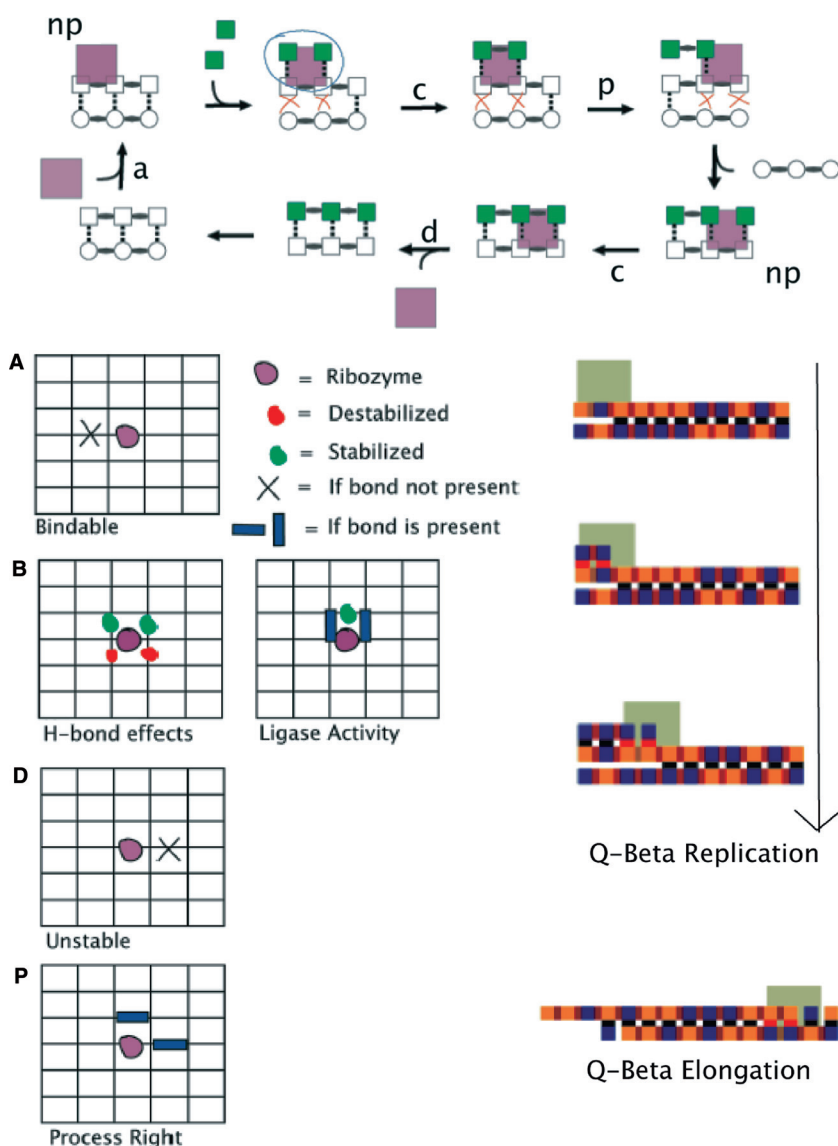 np
c
p
a
d
c
np
A
= Ribozyme
= Destabilized
= Stabilized
= If bond not present
= If bond is present
Bindable
B
H-bond effects
Ligase Activity
D
Unstable
Q-Beta Replication
P
Process Right
Q-Beta Elongation